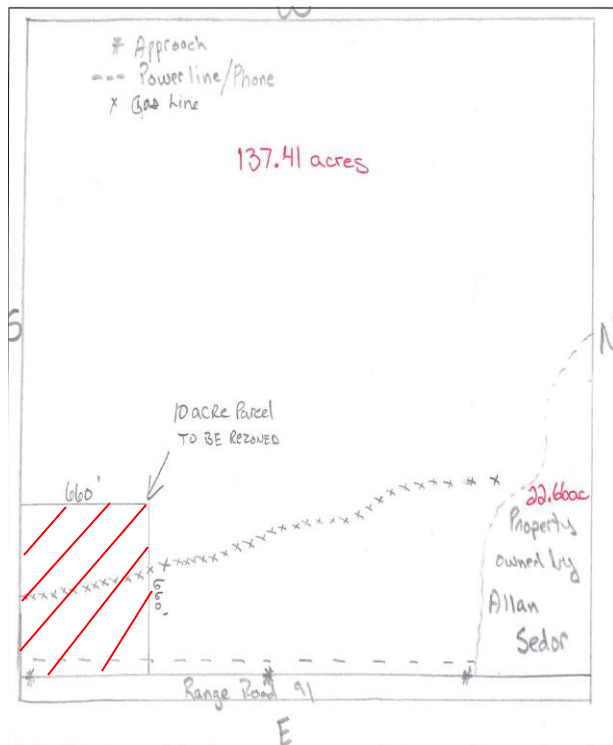 W
* Approach
--- Powerline/Phone
x Gas Line
137.41 acres
S
N
10 acre Parcel
TO BE REZONED
660'
660'
22.66ac
Property
owned by
Allan
Sedor
Range Road 91
E